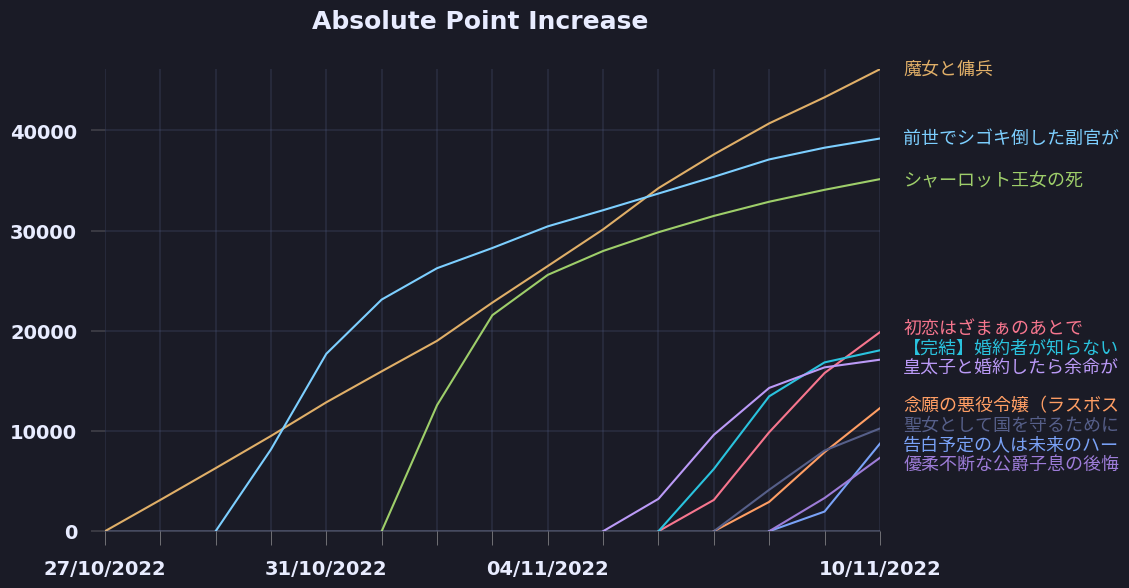 Absolute Point Increase
魔女と傭兵
前世でシゴキ倒した副官が
シャーロット王女の死
初恋はざまぁのあとで
【完結】婚約者が知らない
皇太子と婚約したら余命が
念願の悪役令嬢（ラスボス
聖女として国を守るために
告白予定の人は未来のハー
優柔不断な公爵子息の後悔
40000
30000
20000
10000
0
27/10/2022
31/10/2022
04/11/2022
10/11/2022